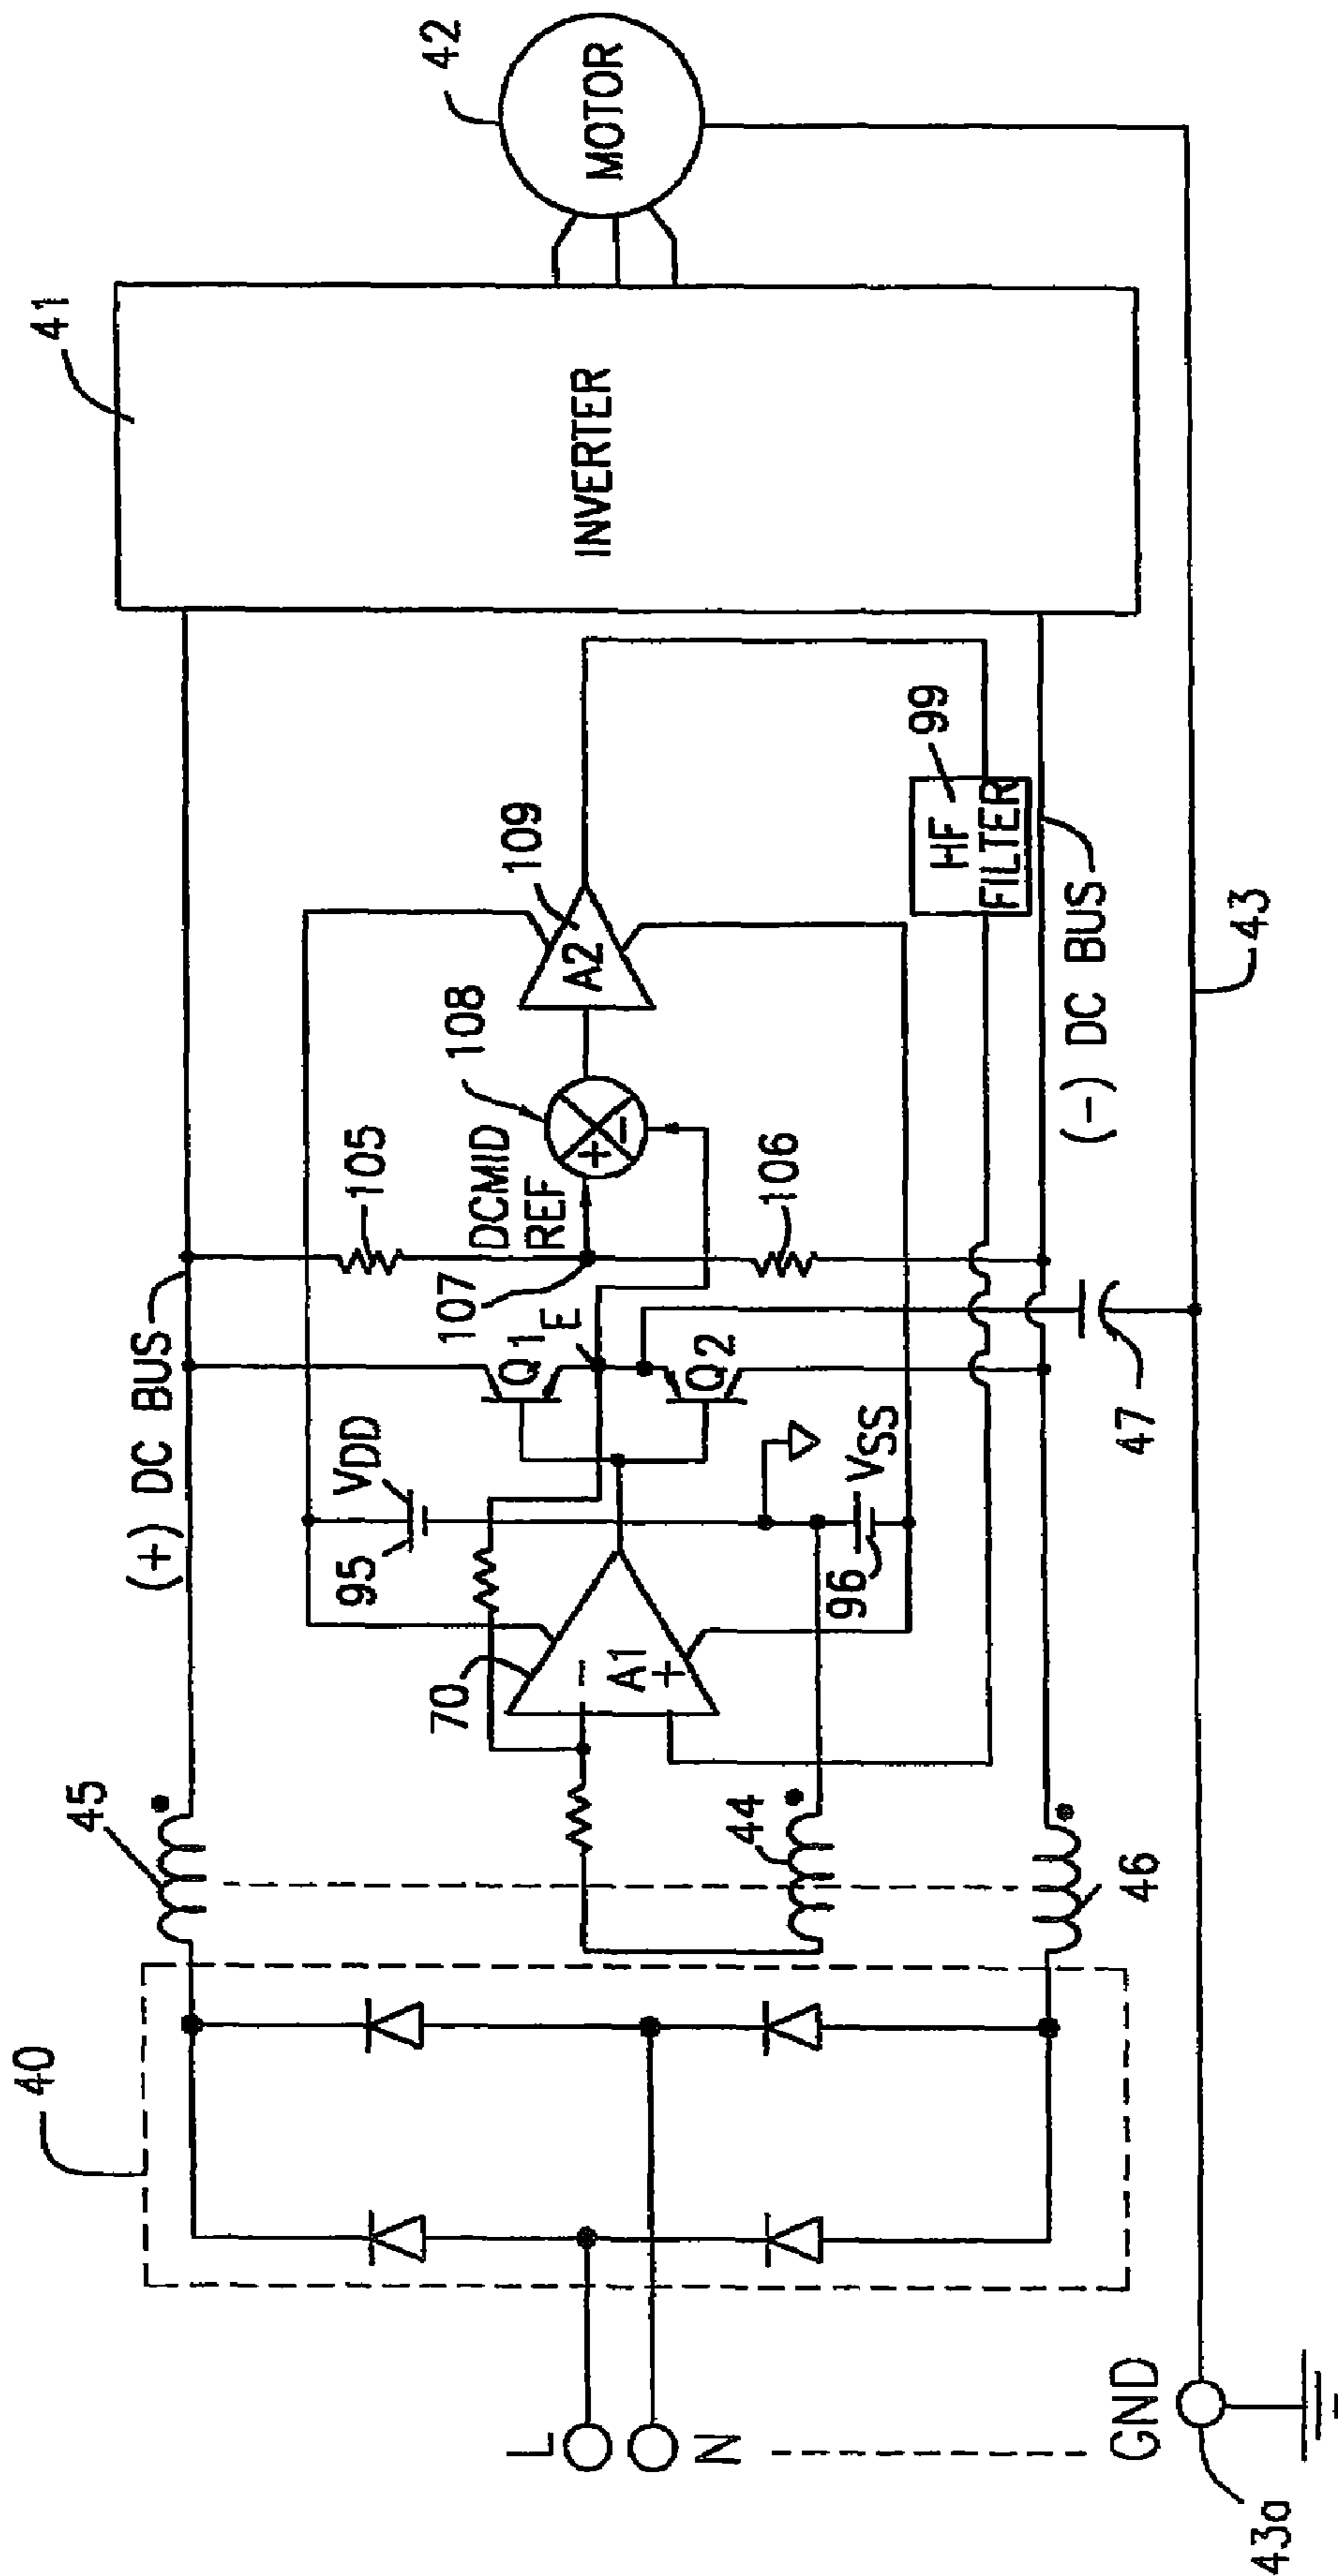 40
45
(+) DC BUS
41
42
L
N
GND
43a
70
A1
-
+
44
46
95
VDD
96
VSS
Q1
E
Q2
47
107
DCMID
REF
105
106
+
-
108
A2
109
HF
FILTER
99
(-) DC BUS
43
INVERTER
MOTOR